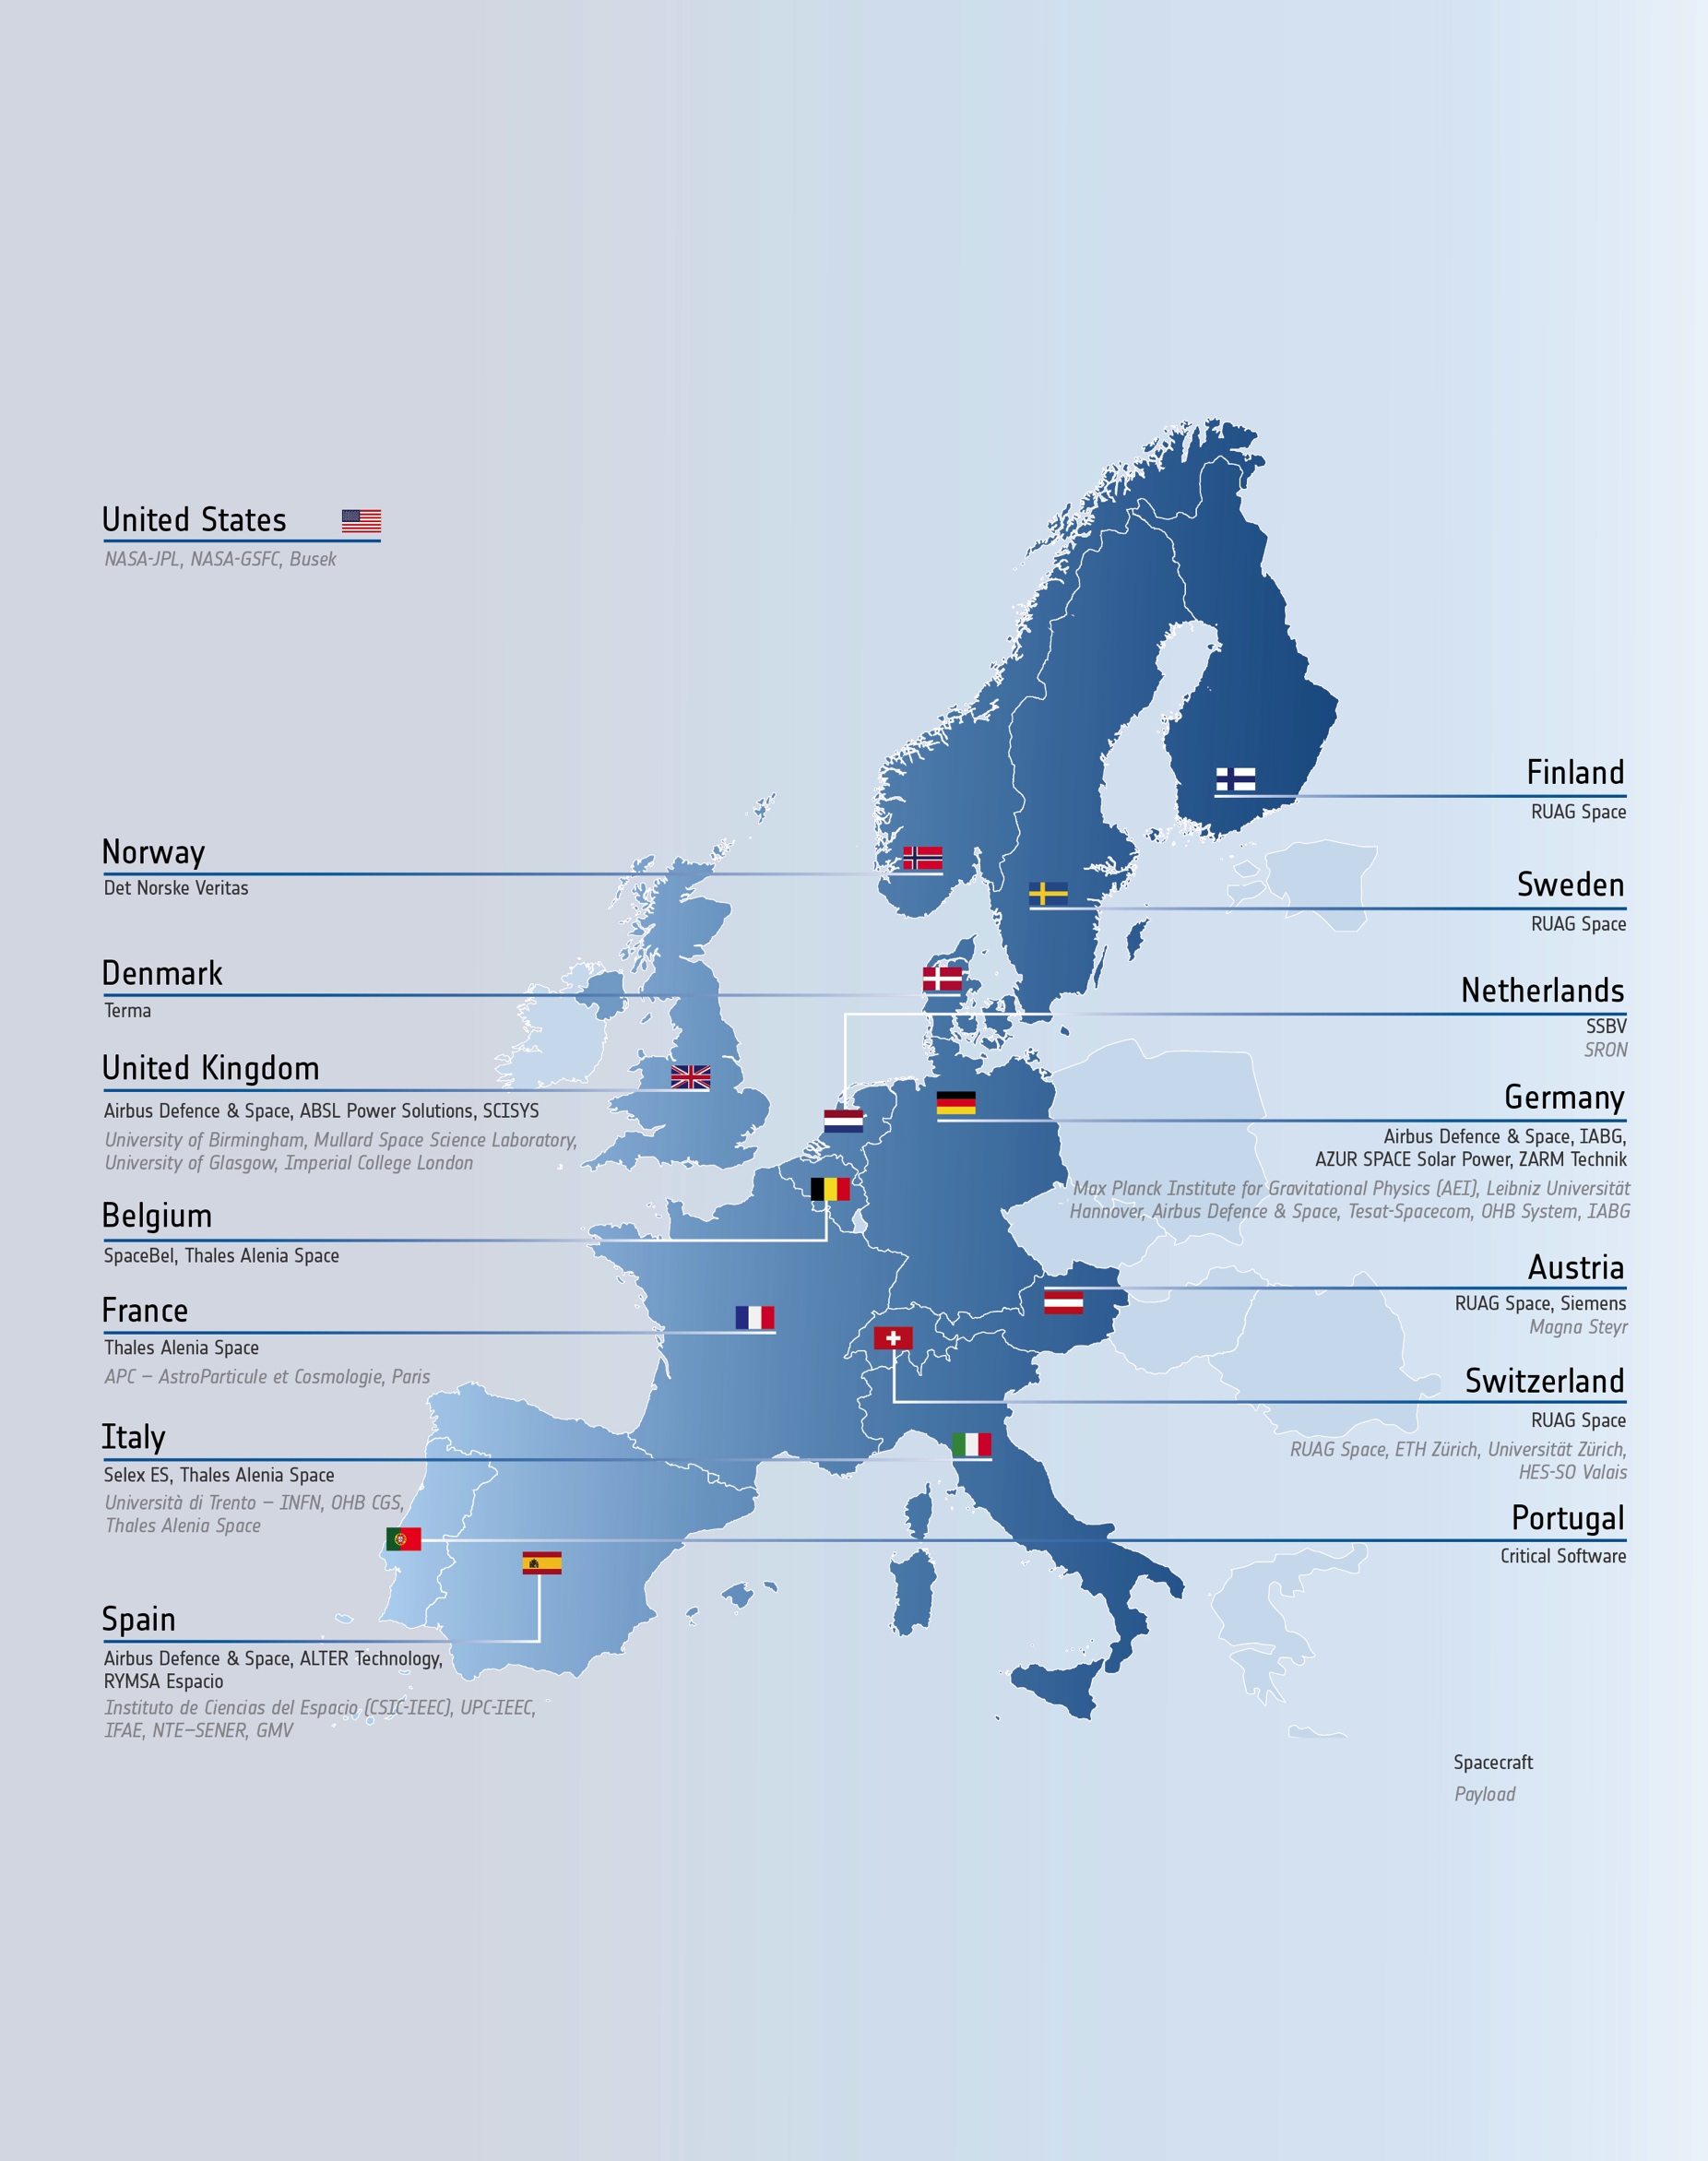 United States
NASA-JPL, NASA-GSFC, Busek
Norway
Det Norske Veritas
Denmark
Terma
United Kingdom
Airbus Defence & Space, ABSL Power Solutions, SCISYS
University of Birmingham, Mullard Space Science Laboratory,
University of Glasgow, Imperial College London
Belgium
SpaceBel, Thales Alenia Space
France
Thales Alenia Space
APC – AstroParticule et Cosmologie, Paris
Italy
Selex ES, Thales Alenia Space
Università di Trento – INFN, OHB CGS,
Thales Alenia Space
Spain
Airbus Defence & Space, ALTER Technology,
RYMSA Espacio
Instituto de Ciencias del Espacio (CSIC-IEEC), UPC-IEEC,
IFAE, NTE–SENER, GMV
Finland
RUAG Space
Sweden
RUAG Space
Netherlands
SSBV
SRON
Germany
Airbus Defence & Space, IABG,
AZUR SPACE Solar Power, ZARM Technik
Max Planck Institute for Gravitational Physics (AEI), Leibniz Universität
Hannover, Airbus Defence & Space, Tesat-Spacecom, OHB System, IABG
Austria
RUAG Space, Siemens
Magna Steyr
Switzerland
RUAG Space
RUAG Space, ETH Zürich, Universität Zürich,
HES-SO Valais
Portugal
Critical Software
Spacecraft
Payload